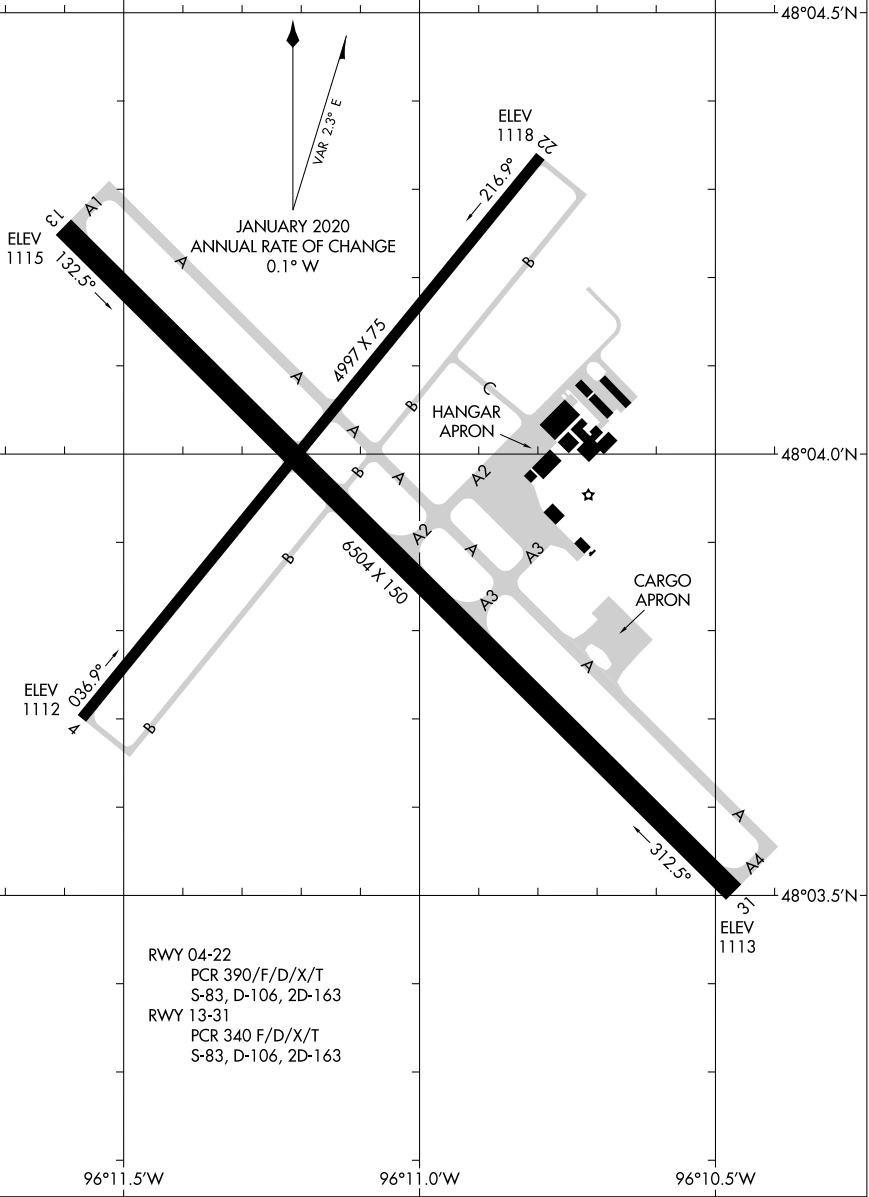 48°04.5'N
ELEV
1118
22
VAR 2.3° E
216.9°
A1
13
JANUARY 2020
ANNUAL RATE OF CHANGE
0.1° W
ELEV
1115
132.5°
A
B
4997 X 75
A
C
B
HANGAR
APRON
A
48°04.0'N
B
A
A2
A2
6504 X 150
B
A
A3
A3
CARGO
APRON
036.9°
A
ELEV
1112
4
B
A
312.5°
A4
48°03.5'N
31
ELEV
1113
RWY 04-22
PCR 390/F/D/X/T
S-83, D-106, 2D-163
RWY 13-31
PCR 340 F/D/X/T
S-83, D-106, 2D-163
96°11.5'W
96°11.0'W
96°10.5'W